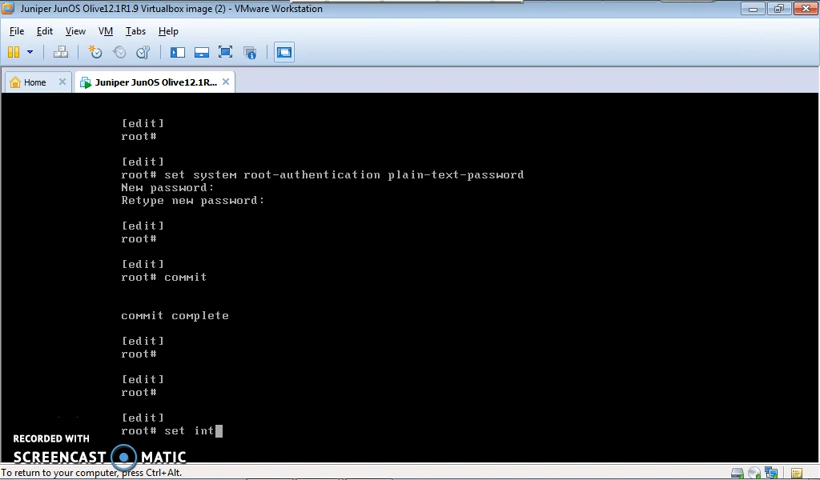 Juniper JunOS Olive12.1R1.9 Virtualbox image (2) - VMware Workstation
File Edit View VM Tabs Help
Home Juniper JunOS Olive12.1R...
[edit]
root#
[edit]
root# set system root-authentication plain-text-password
New password:
Retype new password:
[edit]
root#
[edit]
root# commit
commit complete
[edit]
root#
[edit]
root#
[edit]
root# set int
RECORDED WITH
SCREENCAST MATIC
To return to your computer, press Ctrl+Alt.